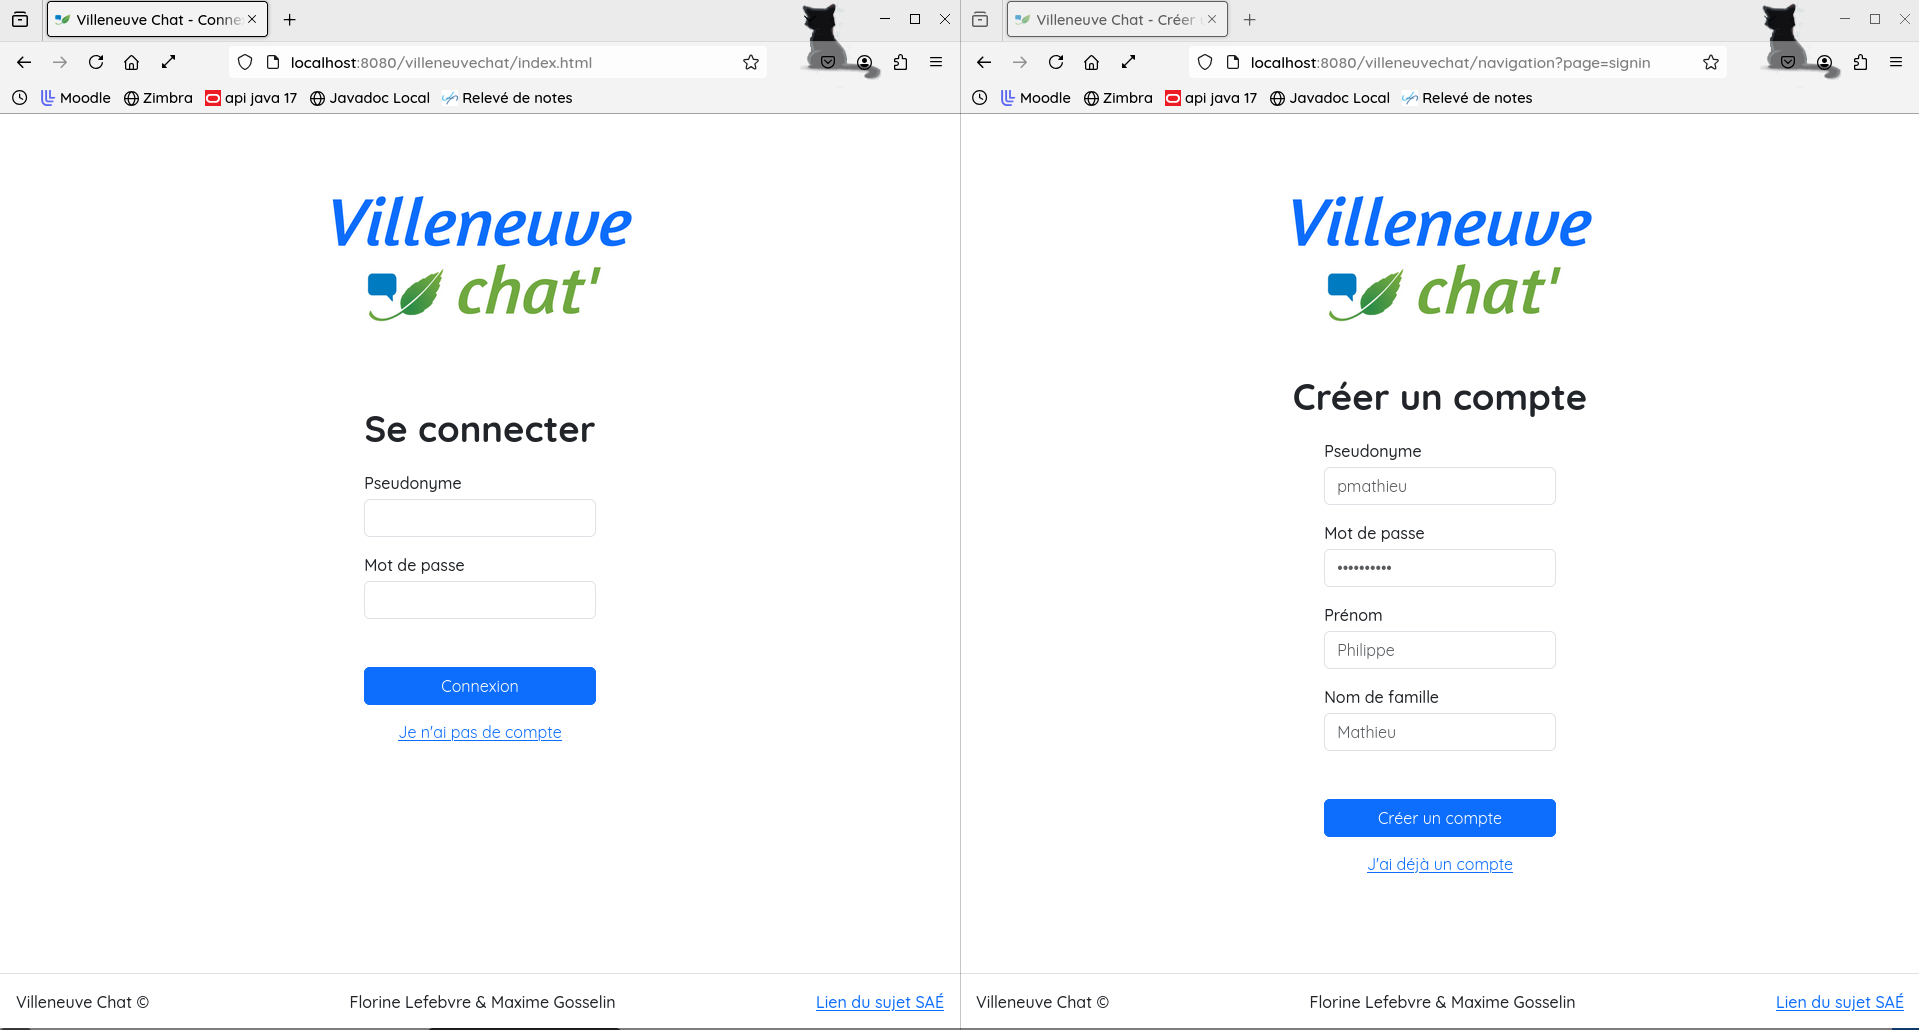 Villeneuve Chat - Conne
localhost:8080/villeneuvechat/index.html
Moodle Zimbra api java 17 Javadoc Local Relevé de notes
Villeneuve
chat'
Se connecter
Pseudonyme
Mot de passe
Connexion
Je n'ai pas de compte
Villeneuve Chat © Florine Lefebvre & Maxime Gosselin Lien du sujet SAÉ
Villeneuve Chat - Créer
localhost:8080/villeneuvechat/navigation?page=signin
Moodle Zimbra api java 17 Javadoc Local Relevé de notes
Villeneuve
chat'
Créer un compte
Pseudonyme
pmathieu
Mot de passe
••••••••••
Prénom
Philippe
Nom de famille
Mathieu
Créer un compte
J'ai déjà un compte
Villeneuve Chat © Florine Lefebvre & Maxime Gosselin Lien du sujet SAÉ